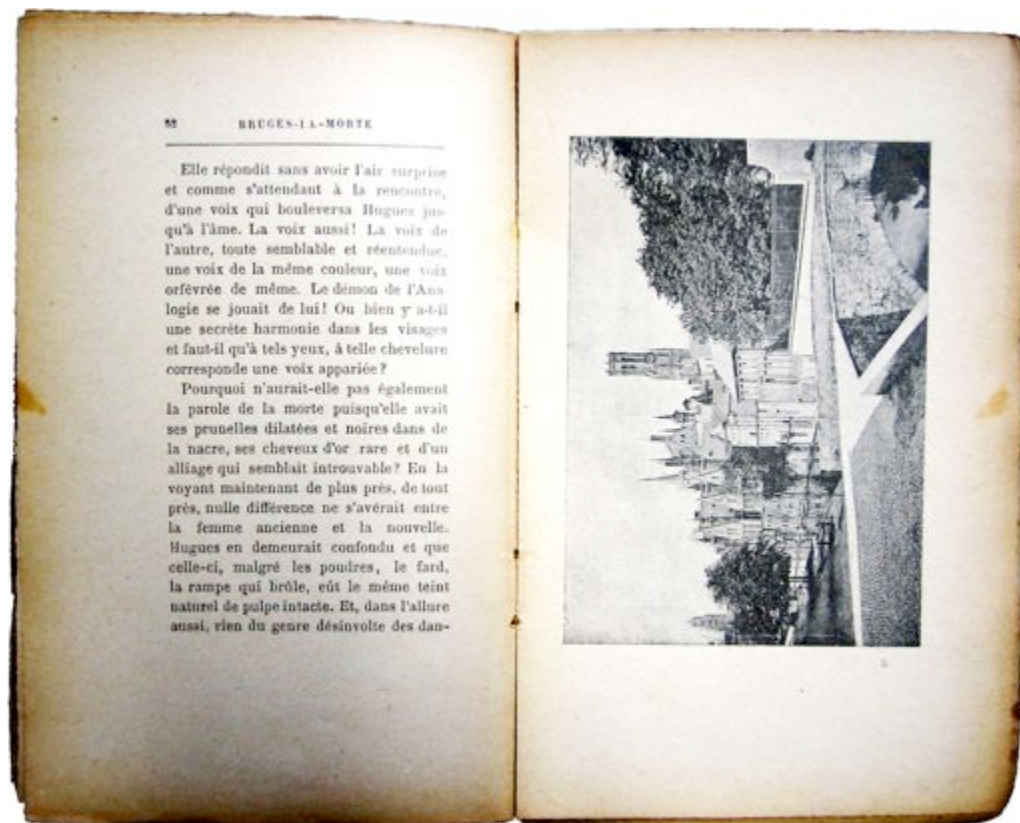 82 BRUGES-LA-MORTE
Elle répondit sans avoir l'air surprise
et comme s'attendant à la rencontre,
d'une voix qui bouleversa Hugues jus-
qu'à l'âme. La voix aussi! La voix de
l'autre, toute semblable et réentendue,
une voix de la même couleur, une voix
orfévrée de même. Le démon de l'Ana-
logie se jouait de lui! Ou bien y a-t-il
une secrète harmonie dans les visages
et faut-il qu'à tels yeux, à telle chevelure
corresponde une voix appariée?
Pourquoi n'aurait-elle pas également
la parole de la morte puisqu'elle avait
ses prunelles dilatées et noires dans de
la nacre, ses cheveux d'or rare et d'un
alliage qui semblait introuvable? En la
voyant maintenant de plus près, de tout
près, nulle différence ne s'avérait entre
la femme ancienne et la nouvelle.
Hugues en demeurait confondu et que
celle-ci, malgré les poudres, le fard,
la rampe qui brûle, eût le même teint
naturel de pulpe intacte. Et, dans l'allure
aussi, rien du genre désinvolte des dan-